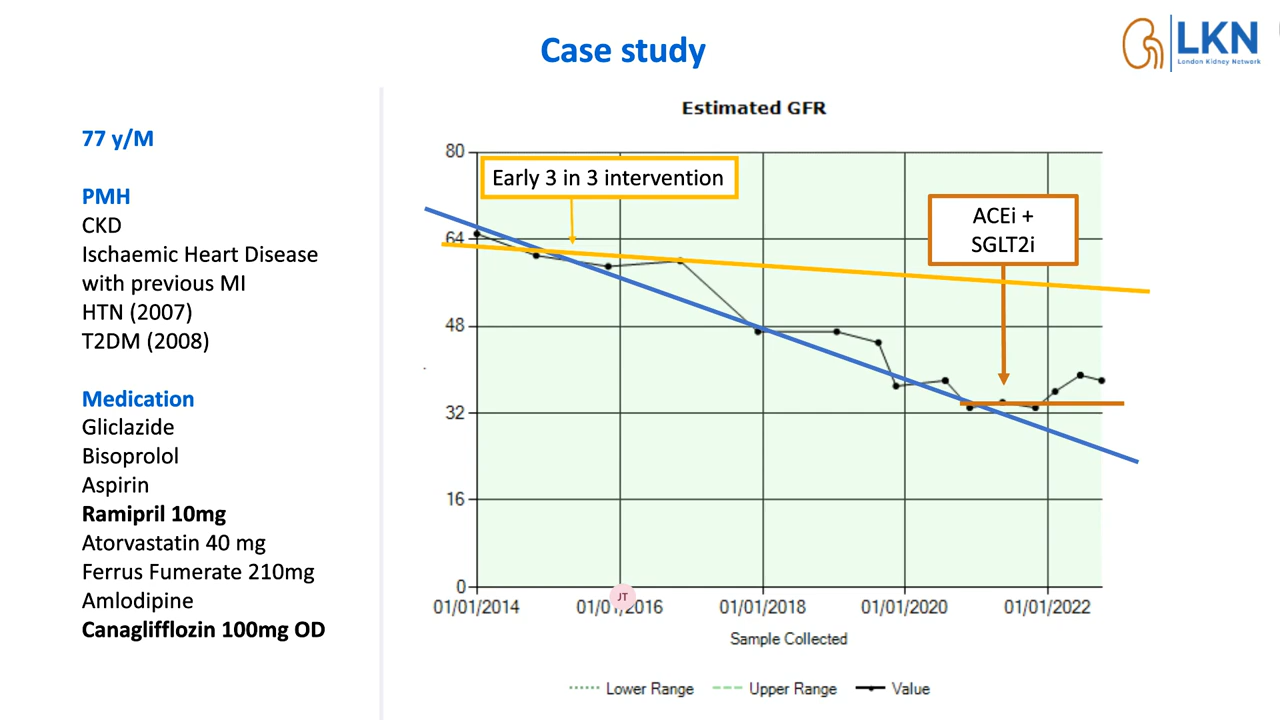 Case study
LKN
London Kidney Network
77 y/M
PMH
CKD
Ischaemic Heart Disease
with previous MI
HTN (2007)
T2DM (2008)
Medication
Gliclazide
Bisoprolol
Aspirin
Ramipril 10mg
Atorvastatin 40 mg
Ferrus Fumerate 210mg
Amlodipine
Canaglifflozin 100mg OD
Estimated GFR
80
64
48
32
16
0
Early 3 in 3 intervention
ACEi +
SGLT2i
01/01/2014 01/01/2016 01/01/2018 01/01/2020 01/01/2022
JT
Sample Collected
Lower Range Upper Range Value